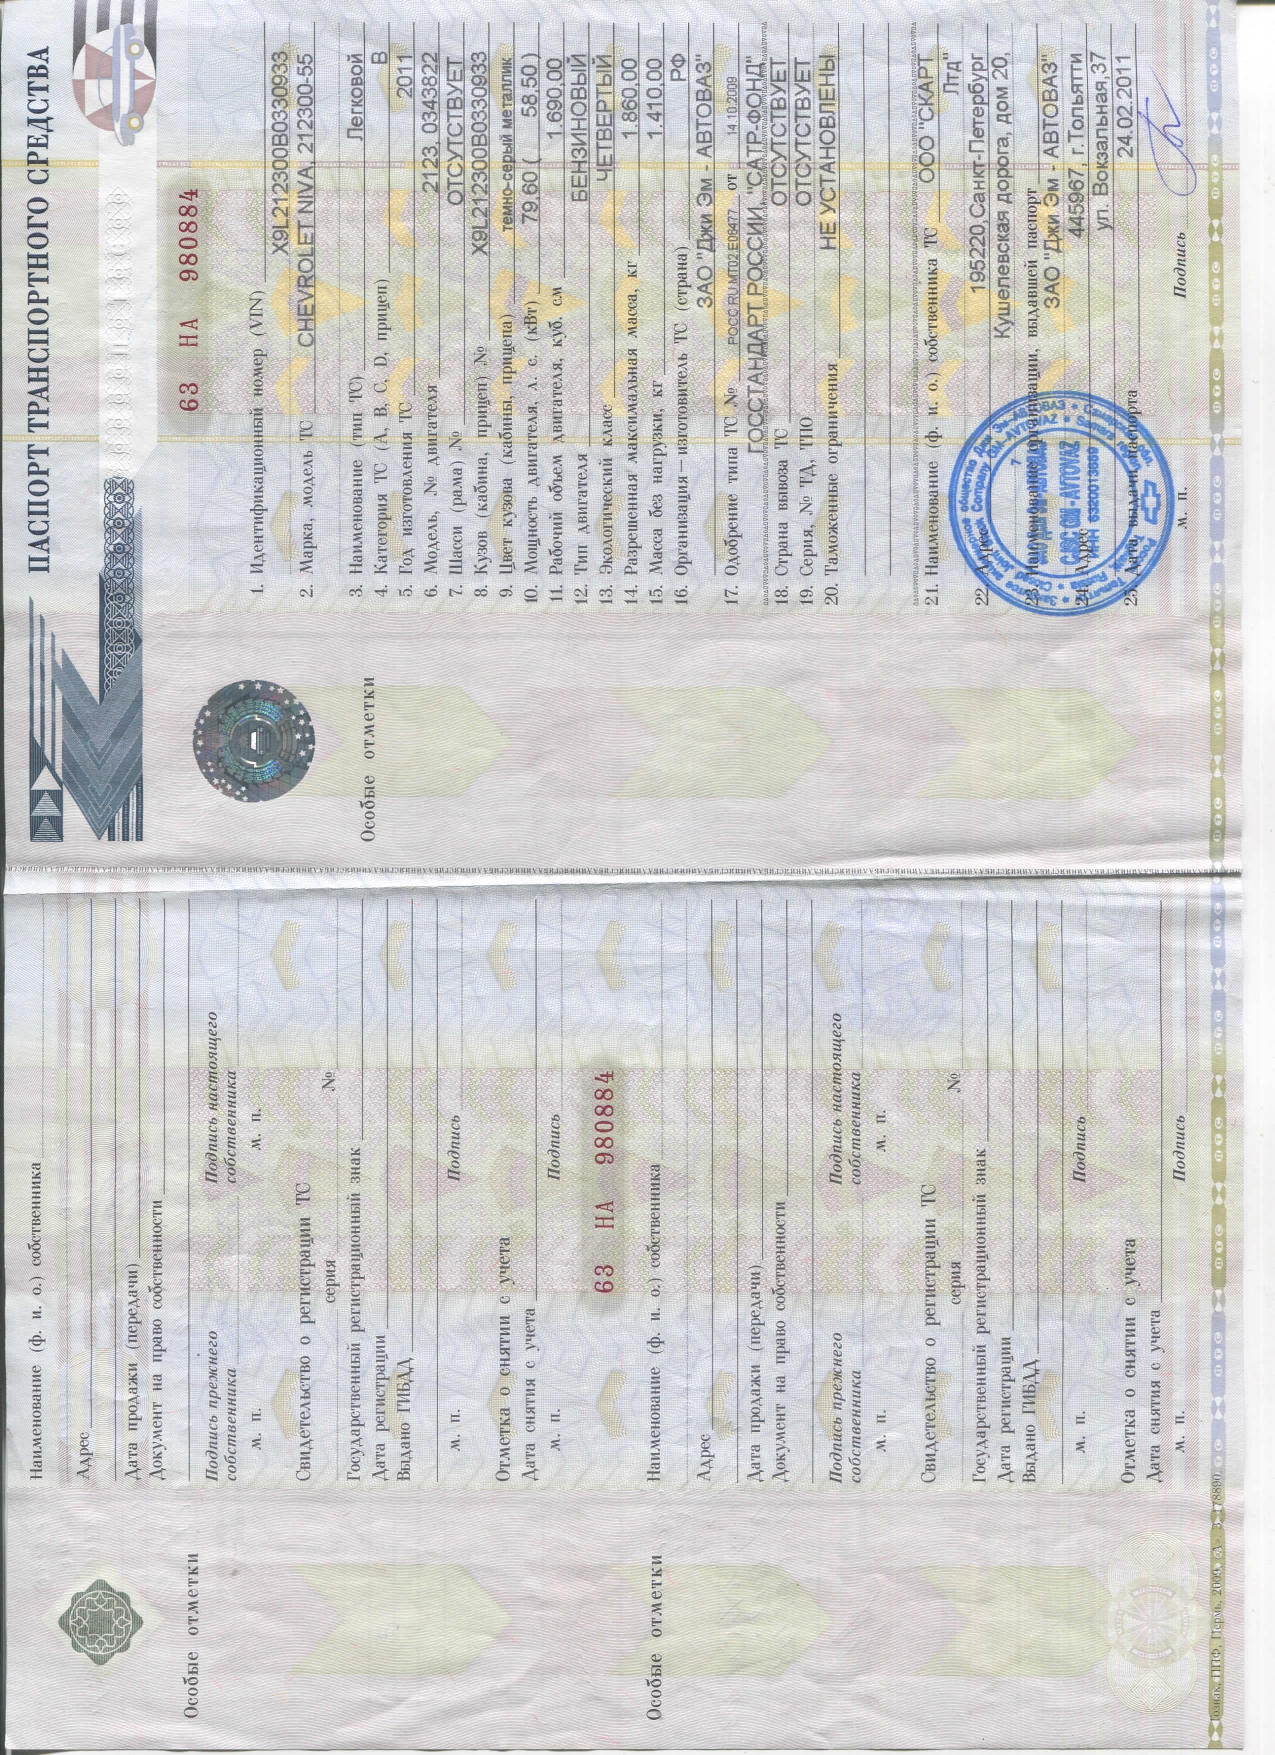 ПАСПОРТ ТРАНСПОРТНОГО СРЕДСТВА
63 НА 980884
1. Идентификационный номер (VIN) X9L212300B0330933
2. Марка, модель ТС CHEVROLET NIVA, 212300-55
3. Наименование (тип ТС) Легковой
4. Категория ТС (A, B, C, D, прицеп) B
5. Год изготовления ТС 2011
6. Модель, № двигателя 2123, 0343822
7. Шасси (рама) № ОТСУТСТВУЕТ
8. Кузов (кабина, прицеп) № X9L212300B0330933
9. Цвет кузова (кабины, прицепа) темно-серый металлик
10. Мощность двигателя, л. с. (кВт) 79,60 ( 58,50 )
11. Рабочий объем двигателя, куб. см 1.690,00
12. Тип двигателя БЕНЗИНОВЫЙ
13. Экологический класс ЧЕТВЕРТЫЙ
14. Разрешенная максимальная масса, кг 1.860,00
15. Масса без нагрузки, кг 1.410,00
16. Организация — изготовитель ТС (страна) РФ
ЗАО "Джи Эм - АВТОВАЗ"
17. Одобрение типа ТС № РОСС RU.MT02.E06477 от 14.10.2009
ГОССТАНДАРТ РОССИИ, "САТР-ФОНД"
18. Страна вывоза ТС ОТСУТСТВУЕТ
19. Серия, № ТД, ТПО ОТСУТСТВУЕТ
20. Таможенные ограничения НЕ УСТАНОВЛЕНЫ
21. Наименование (ф. и. о.) собственника ТС ООО "СКАРТ
Лтд"
22. Адрес 195220,Санкт-Петербург
Кушелевская дорога, дом 20,
23. Наименование организации, выдавшей паспорт
ЗАО "Джи Эм - АВТОВАЗ"
24. Адрес 445967, г.Тольятти
ул. Вокзальная,37
25. Дата выдачи паспорта 24.02.2011
М. П. Подпись
CJSC GM-AVTOVAZ
ИНН 6320013669
Особые отметки
Наименование (ф. и. о.) собственника
Адрес
Дата продажи (передачи)
Документ на право собственности
Подпись прежнего собственника Подпись настоящего собственника
М. П. М. П.
Свидетельство о регистрации ТС
серия №
Государственный регистрационный знак
Дата регистрации
Выдано ГИБДД
М. П. Подпись
Отметка о снятии с учета
Дата снятия с учета
М. П. Подпись
63 НА 980884
Наименование (ф. и. о.) собственника
Адрес
Дата продажи (передачи)
Документ на право собственности
Подпись прежнего собственника Подпись настоящего собственника
М. П. М. П.
Свидетельство о регистрации ТС
серия №
Государственный регистрационный знак
Дата регистрации
Выдано ГИБДД
М. П. Подпись
Отметка о снятии с учета
Дата снятия с учета
М. П. Подпись
Особые отметки
Особые отметки
Гознак, ППФ, Пермь, 2009, «А».